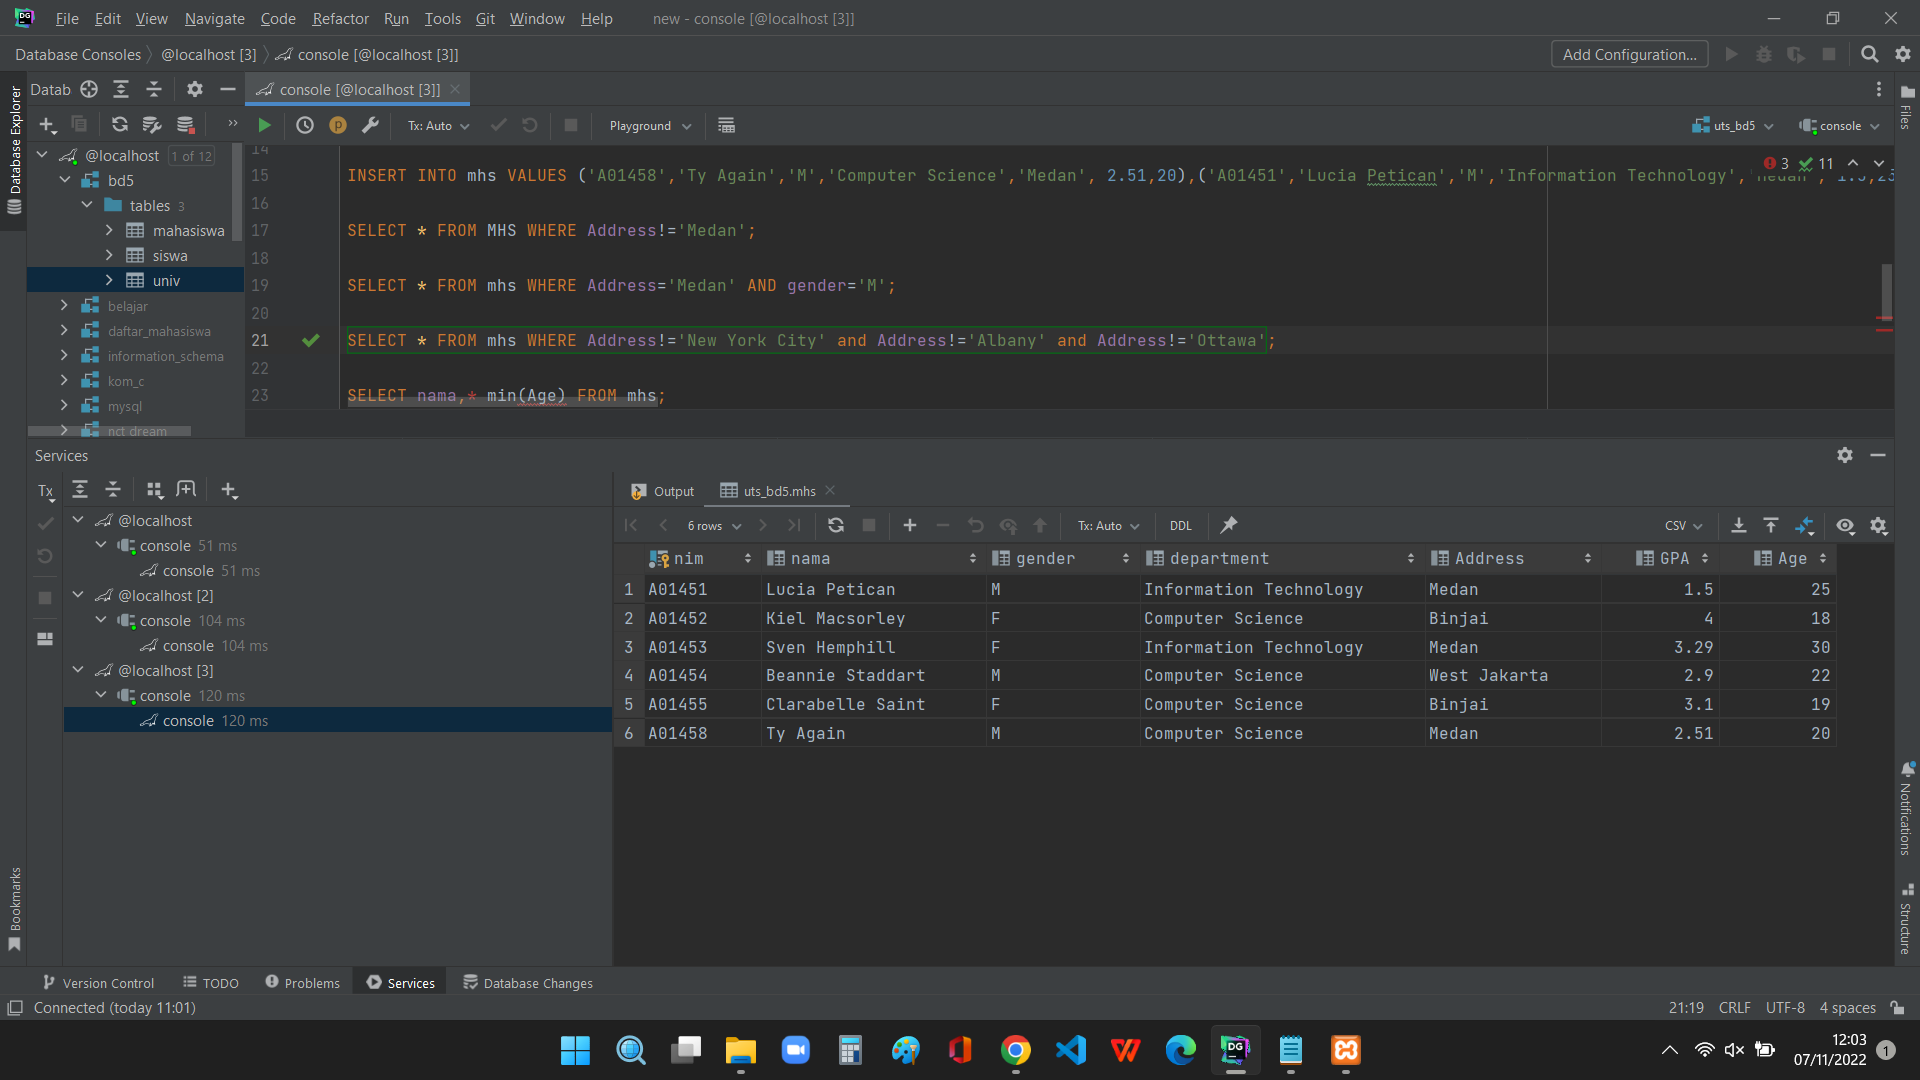 File Edit View Navigate Code Refactor Run Tools Git Window Help new - console [@localhost [3]]
Database Consoles @localhost [3] console [@localhost [3]] Add Configuration...
Datab console [@localhost [3]]
Tx: Auto Playground uts_bd5 console
Database Explorer
Files
@localhost 1 of 12
bd5
tables 3
mahasiswa
siswa
univ
belajar
daftar_mahasiswa
information_schema
kom_c
mysql
nct dream
3 11
14
15 INSERT INTO mhs VALUES ('A01458','Ty Again','M','Computer Science','Medan', 2.51,20),('A01451','Lucia Petican','M','Information Technology','Medan', 1.5,25
16
17 SELECT * FROM MHS WHERE Address!='Medan';
18
19 SELECT * FROM mhs WHERE Address='Medan' AND gender='M';
20
21 SELECT * FROM mhs WHERE Address!='New York City' and Address!='Albany' and Address!='Ottawa';
22
23 SELECT nama,* min(Age) FROM mhs;
Services
Tx
@localhost
console 51 ms
console 51 ms
@localhost [2]
console 104 ms
console 104 ms
@localhost [3]
console 120 ms
console 120 ms
Output uts_bd5.mhs
6 rows Tx: Auto DDL CSV
nim nama gender department Address GPA Age
1 A01451 Lucia Petican M Information Technology Medan 1.5 25
2 A01452 Kiel Macsorley F Computer Science Binjai 4 18
3 A01453 Sven Hemphill F Information Technology Medan 3.29 30
4 A01454 Beannie Staddart M Computer Science West Jakarta 2.9 22
5 A01455 Clarabelle Saint F Computer Science Binjai 3.1 19
6 A01458 Ty Again M Computer Science Medan 2.51 20
Notifications
Structure
Bookmarks
Version Control TODO Problems Services Database Changes
Connected (today 11:01) 21:19 CRLF UTF-8 4 spaces
12:03
07/11/2022 1